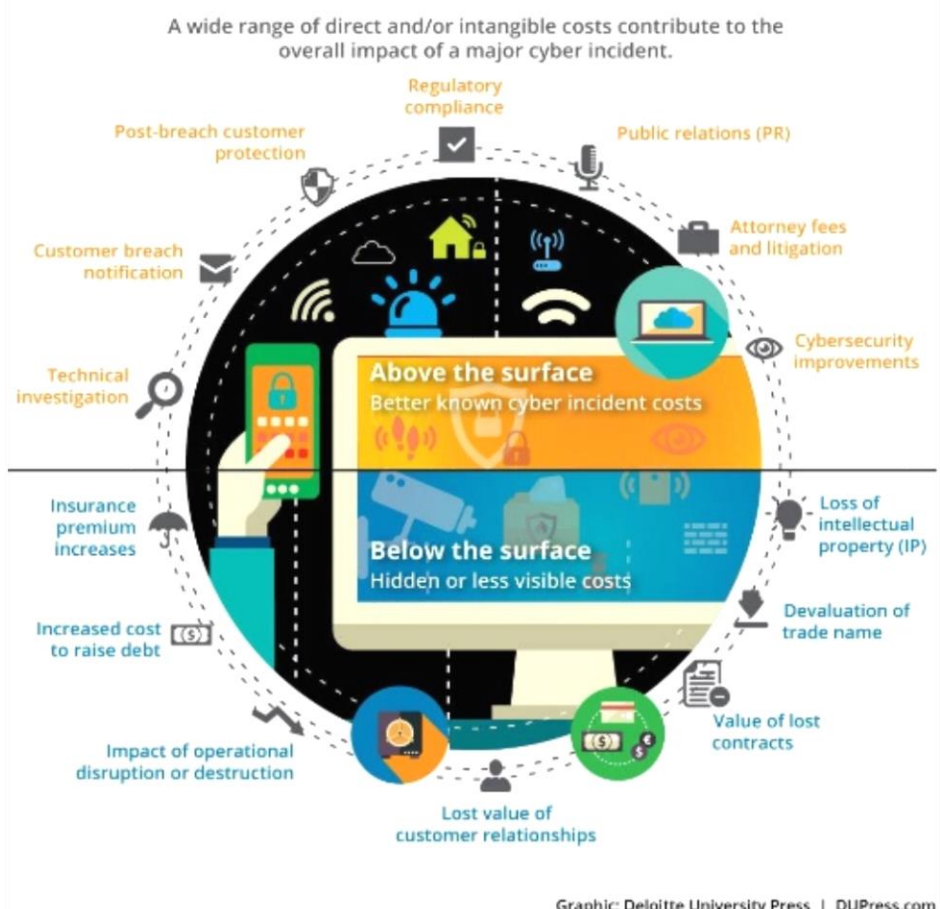 A wide range of direct and/or intangible costs contribute to the
overall impact of a major cyber incident.
Regulatory
compliance
Post-breach customer
protection
Public relations (PR)
Customer breach
notification
Attorney fees
and litigation
Technical
investigation
Cybersecurity
improvements
Above the surface
Better known cyber incident costs
Insurance
premium
increases
Loss of
intellectual
property (IP)
Below the surface
Hidden or less visible costs
Increased cost
to raise debt
Devaluation of
trade name
Impact of operational
disruption or destruction
Value of lost
contracts
Lost value of
customer relationships
Graphic: Deloitte University Press | DUPress.com